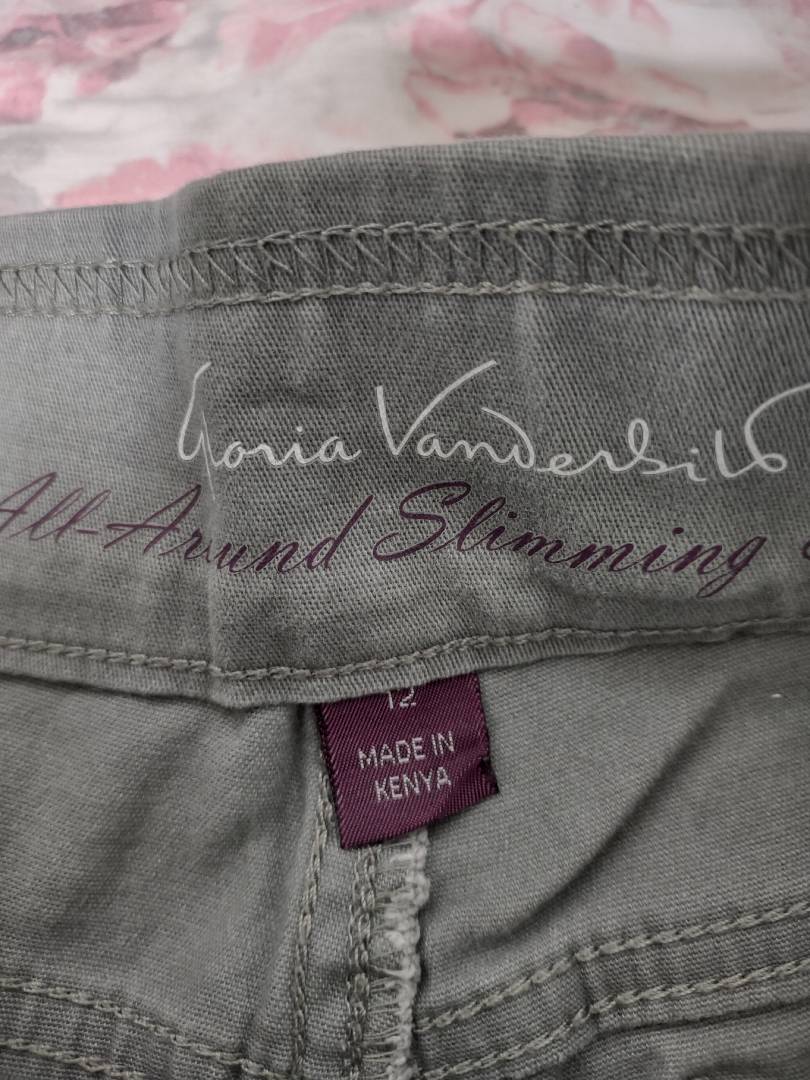 Gloria Vanderbilt
All-Around Slimming
12
MADE IN
KENYA